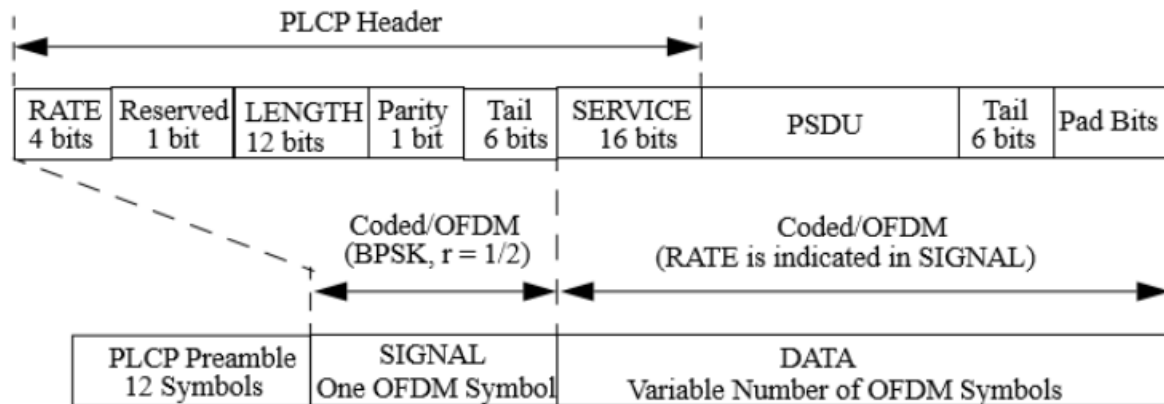 PLCP Header
RATE Reserved LENGTH Parity Tail SERVICE PSDU Tail Pad Bits
4 bits 1 bit 12 bits 1 bit 6 bits 16 bits 6 bits
Coded/OFDM Coded/OFDM
(BPSK, r = 1/2) (RATE is indicated in SIGNAL)
PLCP Preamble SIGNAL DATA
12 Symbols One OFDM Symbol Variable Number of OFDM Symbols